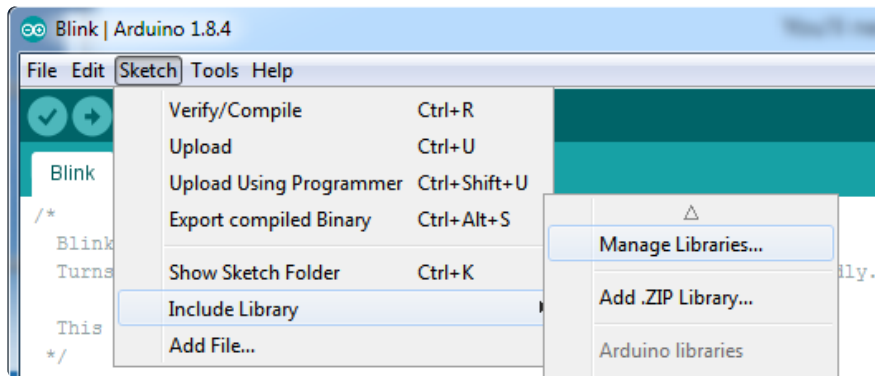 Blink | Arduino 1.8.4
File Edit Sketch Tools Help
Verify/Compile Ctrl+R
Upload Ctrl+U
Blink
Upload Using Programmer Ctrl+Shift+U
/*
Export compiled Binary Ctrl+Alt+S
Blink
Manage Libraries...
Turns
Show Sketch Folder Ctrl+K
Add .ZIP Library...
Include Library
This
Add File...
Arduino libraries
*/